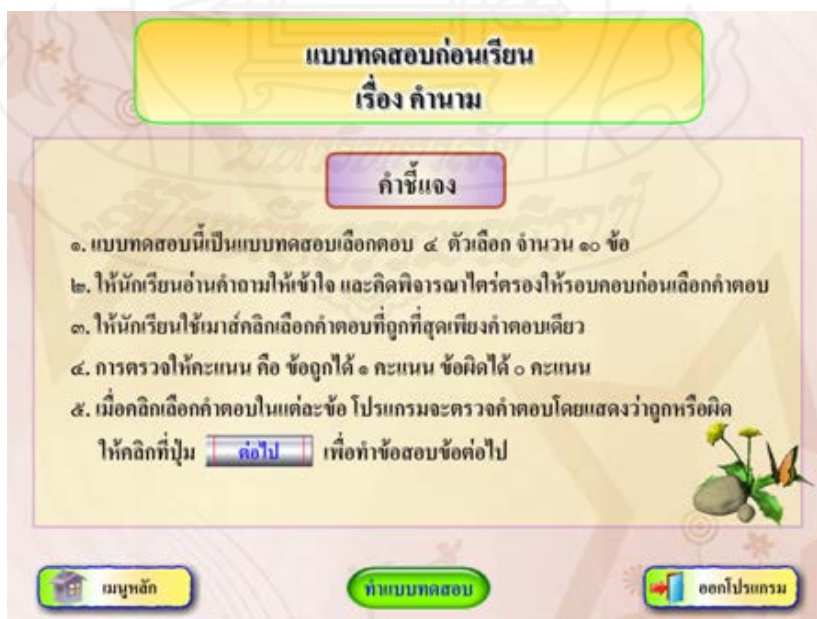 แบบทดสอบก่อนเรียน
เรื่อง คำนาม
คำชี้แจง
๑. แบบทดสอบนี้เป็นแบบทดสอบเลือกตอบ ๔ ตัวเลือก จำนวน ๑๐ ข้อ
๒. ให้นักเรียนอ่านคำถามให้เข้าใจ และคิดพิจารณาไตร่ตรองให้รอบคอบก่อนเลือกคำตอบ
๓. ให้นักเรียนใช้เมาส์คลิกเลือกคำตอบที่ถูกที่สุดเพียงคำตอบเดียว
๔. การตรวจให้คะแนน คือ ข้อถูกได้ ๑ คะแนน ข้อผิดได้ ๐ คะแนน
๕. เมื่อคลิกเลือกคำตอบในแต่ละข้อ โปรแกรมจะตรวจคำตอบโดยแสดงว่าถูกหรือผิด
ให้คลิกที่ปุ่ม ต่อไป เพื่อทำข้อสอบข้อต่อไป
เมนูหลัก ทำแบบทดสอบ ออกโปรแกรม